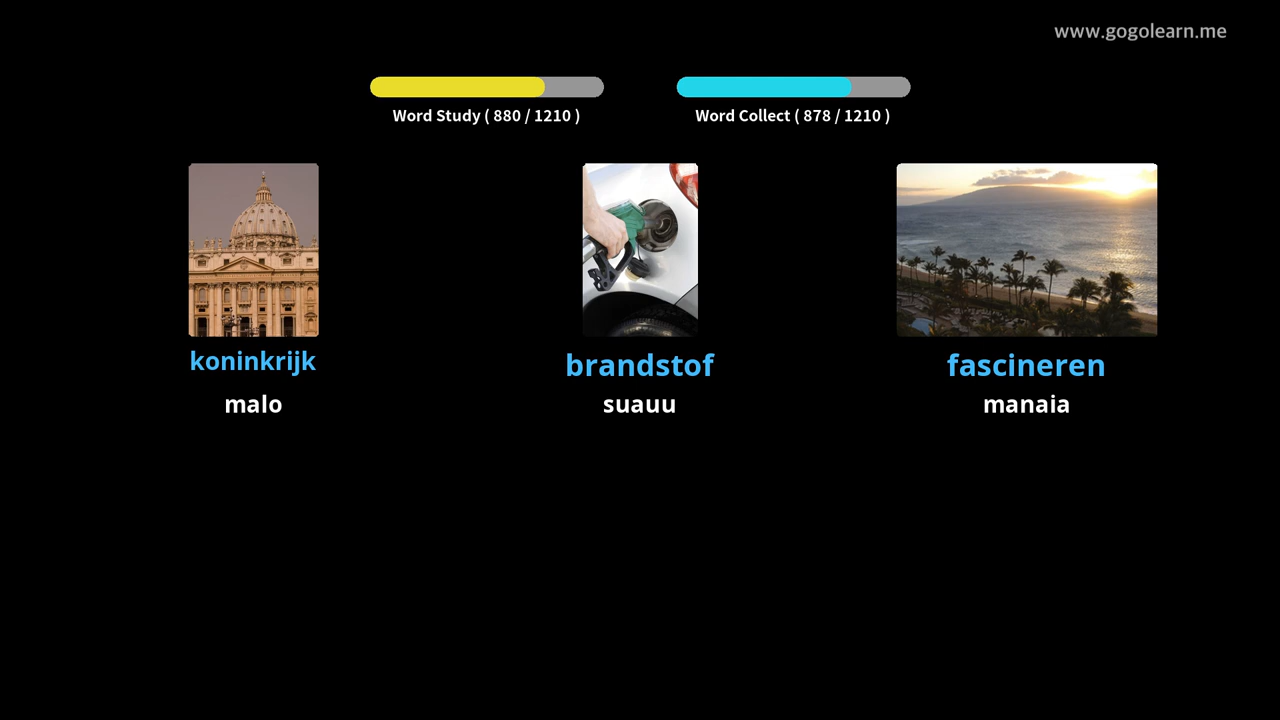 www.gogolearn.me
Word Study ( 880 / 1210 )
Word Collect ( 878 / 1210 )
koninkrijk
malo
brandstof
suauu
fascineren
manaia